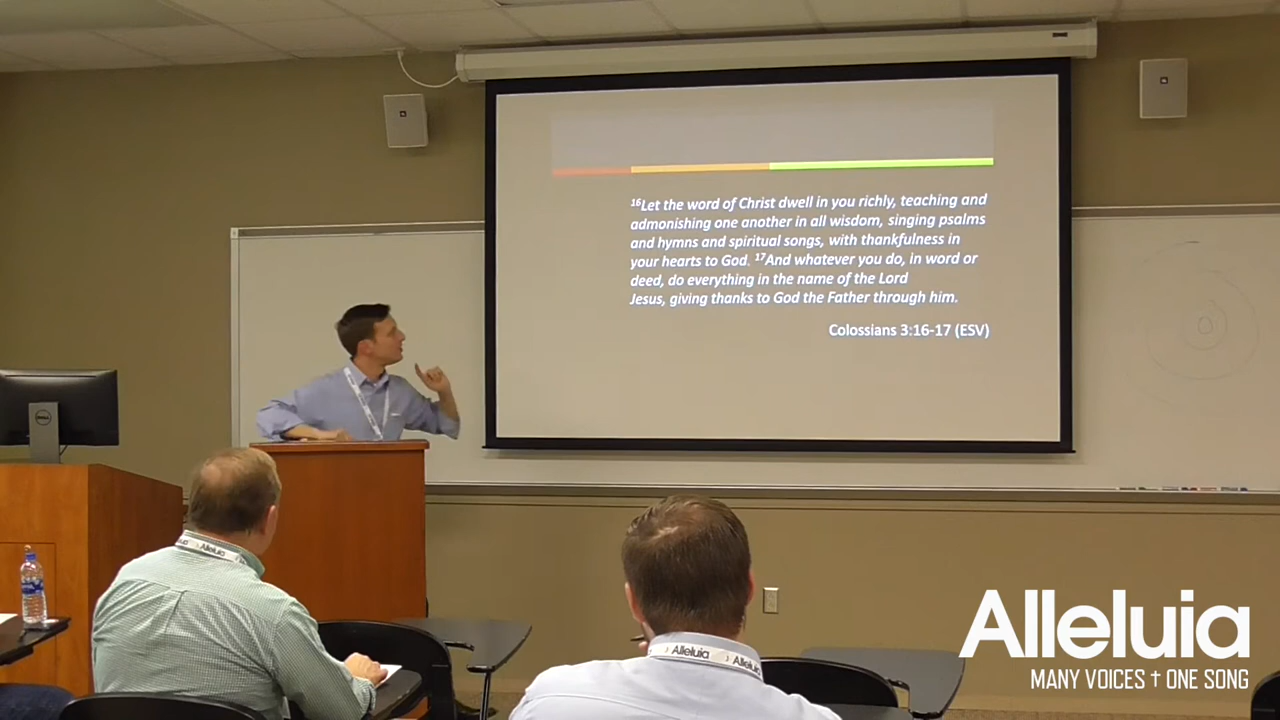 ¹⁶Let the word of Christ dwell in you richly, teaching and
admonishing one another in all wisdom, singing psalms
and hymns and spiritual songs, with thankfulness in
your hearts to God. ¹⁷And whatever you do, in word or
deed, do everything in the name of the Lord
Jesus, giving thanks to God the Father through him.
Colossians 3:16-17 (ESV)
DELL
Alleluia
Alleluia
Alleluia
Alleluia
MANY VOICES † ONE SONG